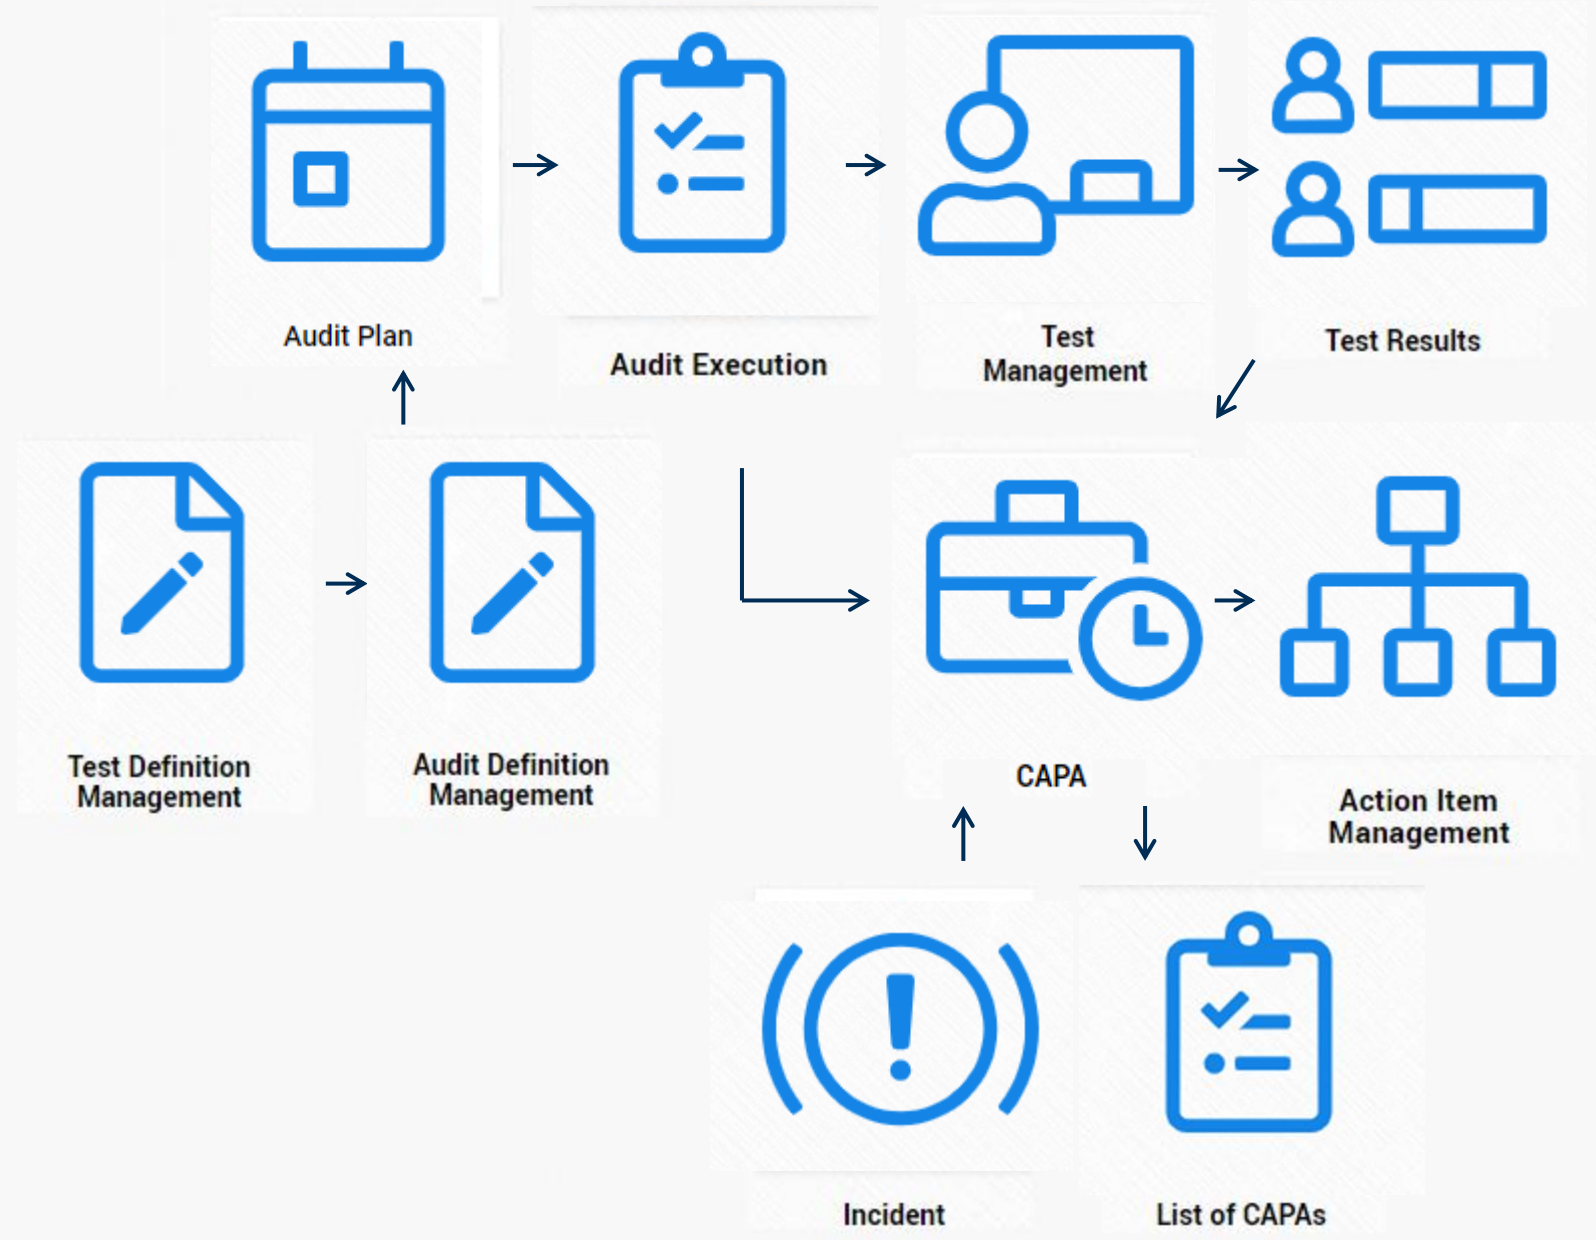 Audit Plan
Audit Execution
Test
Management
Test Results
Test Definition
Management
Audit Definition
Management
CAPA
Action Item
Management
Incident
List of CAPAs